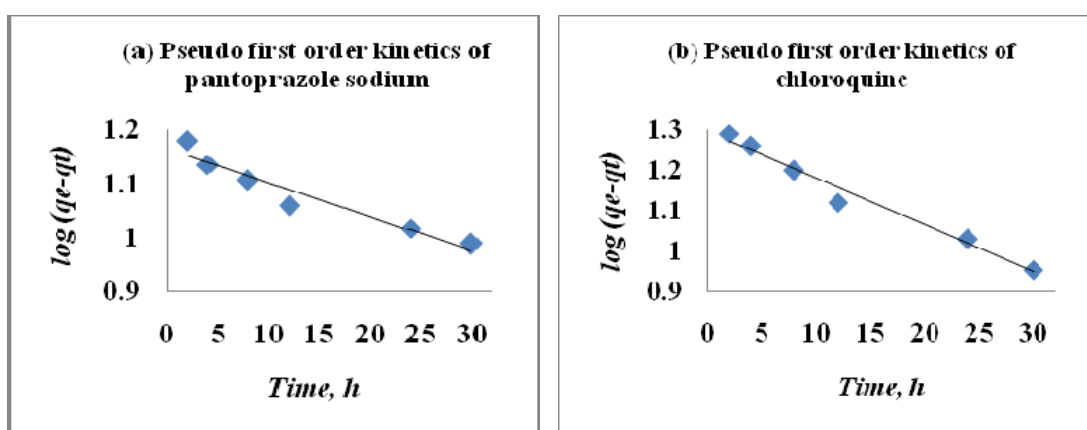 (a) Pseudo first order kinetics of
pantoprazole sodium
log (qe-qt)
1.2
1.1
1
0.9
0 5 10 15 20 25 30
Time, h
(b) Pseudo first order kinetics of
chloroquine
log (qe-qt)
1.3
1.2
1.1
1
0.9
0 5 10 15 20 25 30
Time, h